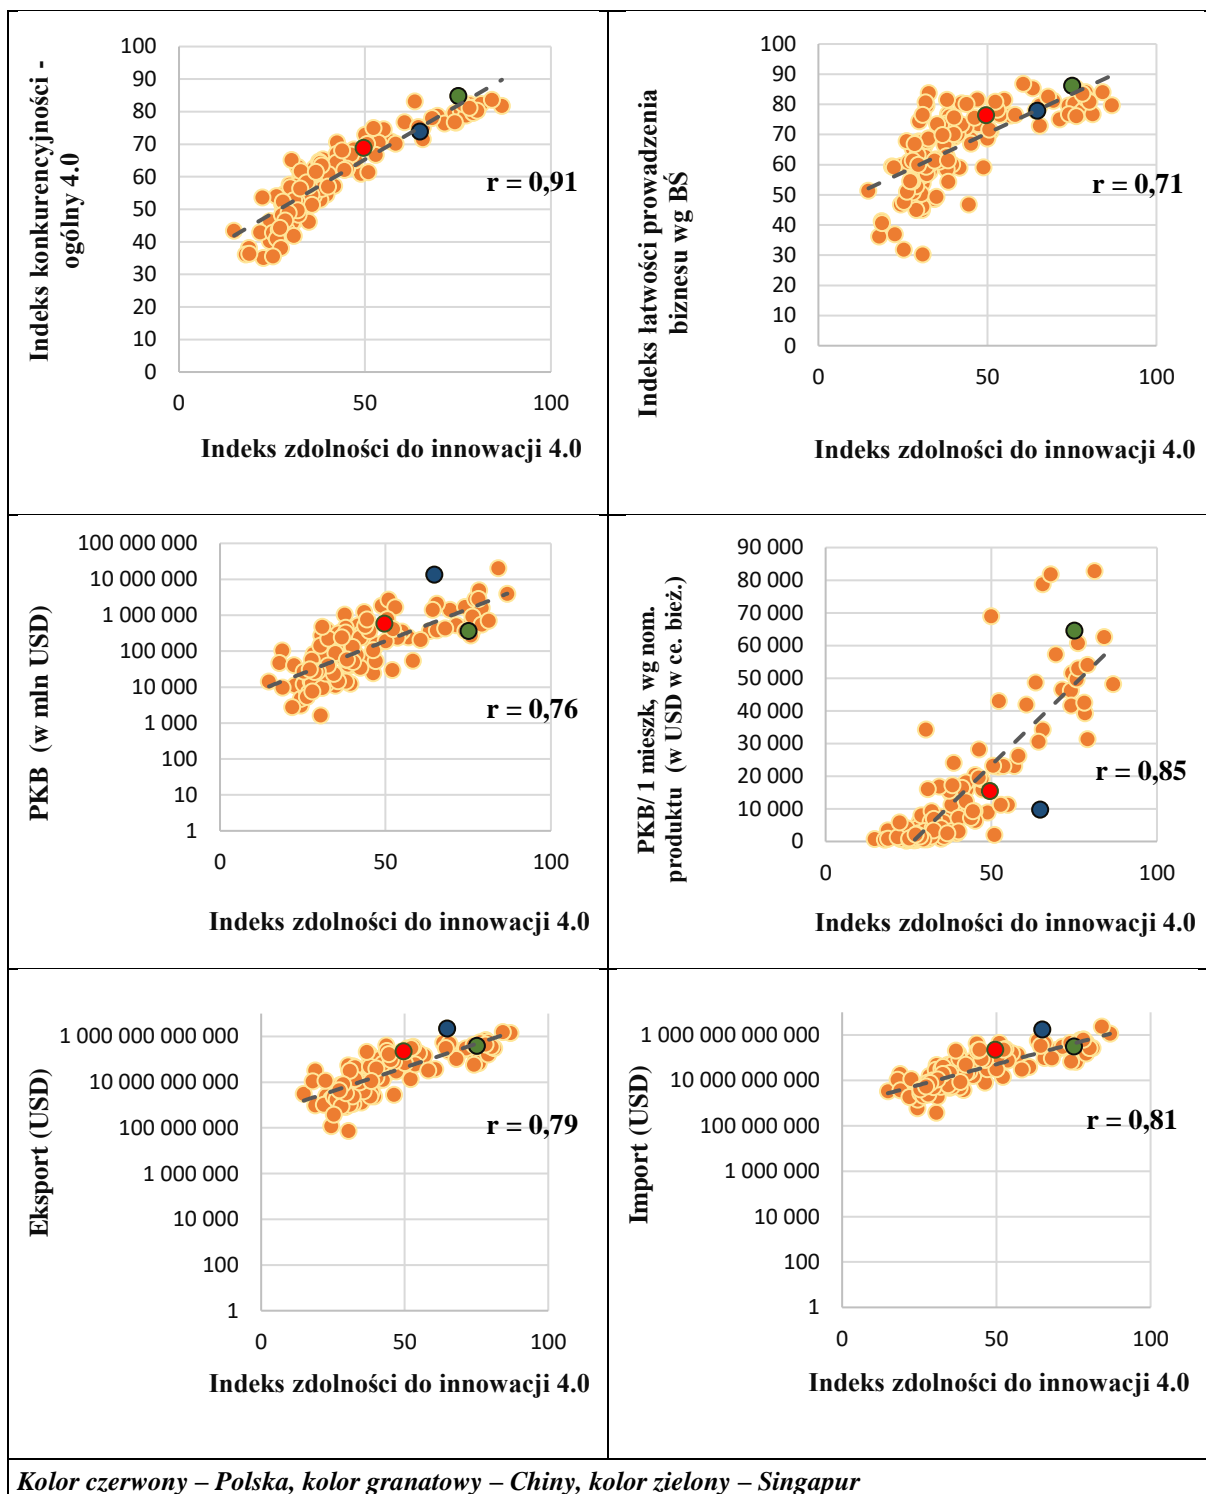 Indeks konkurencyjności -
ogólny 4.0
100
90
80
70
60
50
40
30
20
10
0
r = 0,91
0
50
100
Indeks zdolności do innowacji 4.0
Indeks łatwości prowadzenia
biznesu wg BŚ
100
90
80
70
60
50
40
30
20
10
0
r = 0,71
0
50
100
Indeks zdolności do innowacji 4.0
PKB (w mln USD)
100 000 000
10 000 000
1 000 000
100 000
10 000
1 000
100
10
1
r = 0,76
0
50
100
Indeks zdolności do innowacji 4.0
PKB/ 1 mieszk, wg nom.
produktu (w USD w ce. bież.)
90 000
80 000
70 000
60 000
50 000
40 000
30 000
20 000
10 000
0
r = 0,85
0
50
100
Indeks zdolności do innowacji 4.0
Eksport (USD)
1 000 000 000 000
10 000 000 000
100 000 000
1 000 000
10 000
100
1
r = 0,79
0
50
100
Indeks zdolności do innowacji 4.0
Import (USD)
1 000 000 000 000
10 000 000 000
100 000 000
1 000 000
10 000
100
1
r = 0,81
0
50
100
Indeks zdolności do innowacji 4.0
Kolor czerwony – Polska, kolor granatowy – Chiny, kolor zielony – Singapur